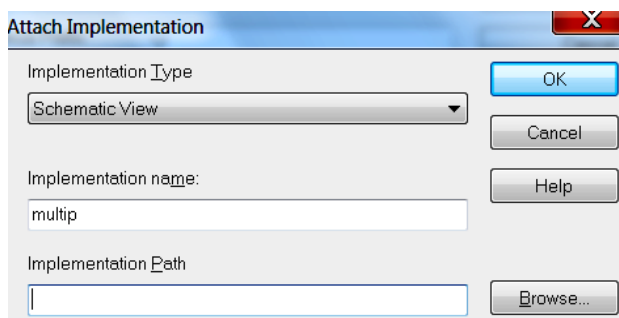 Attach Implementation
X
Implementation Type
OK
Schematic View
Cancel
Implementation name:
Help
multip
Implementation Path
Browse...